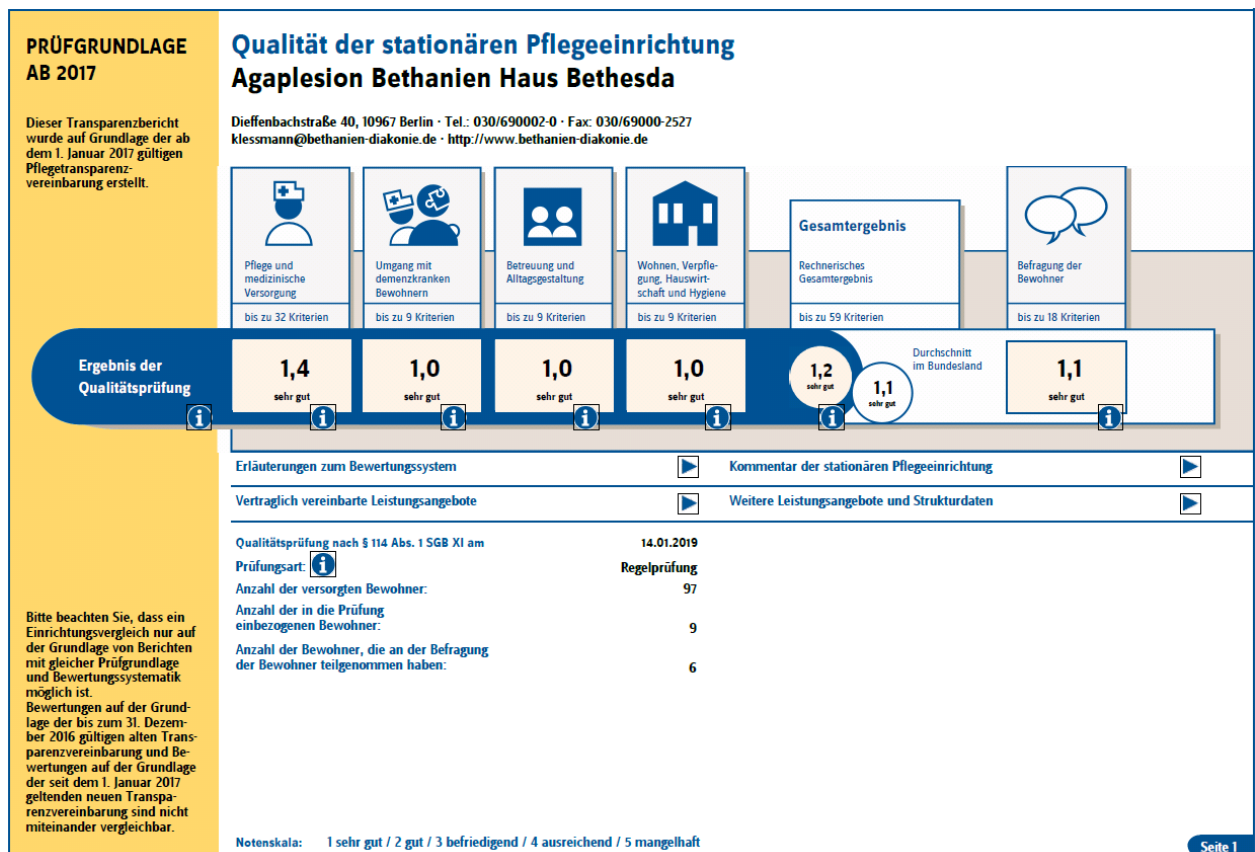 PRÜFGRUNDLAGE
AB 2017
Dieser Transparenzbericht
wurde auf Grundlage der ab
dem 1. Januar 2017 gültigen
Pflegetransparenz-
vereinbarung erstellt.
Qualität der stationären Pflegeeinrichtung
Agaplesion Bethanien Haus Bethesda
Dieffenbachstraße 40, 10967 Berlin · Tel.: 030/690002-0 · Fax: 030/69000-2527
klessmann@bethanien-diakonie.de · http://www.bethanien-diakonie.de
Pflege und
medizinische
Versorgung
bis zu 32 Kriterien
Umgang mit
demenzkranken
Bewohnern
bis zu 9 Kriterien
Betreuung und
Alltagsgestaltung
bis zu 9 Kriterien
Wohnen, Verpfle-
gung, Hauswirt-
schaft und Hygiene
bis zu 9 Kriterien
Gesamtergebnis
Rechnerisches
Gesamtergebnis
bis zu 59 Kriterien
Befragung der
Bewohner
bis zu 18 Kriterien
Ergebnis der
Qualitätsprüfung
1,4
sehr gut
1,0
sehr gut
1,0
sehr gut
1,0
sehr gut
1,2
sehr gut
1,1
sehr gut
Durchschnitt
im Bundesland
1,1
sehr gut
Erläuterungen zum Bewertungssystem
Kommentar der stationären Pflegeeinrichtung
Vertraglich vereinbarte Leistungsangebote
Weitere Leistungsangebote und Strukturdaten
Qualitätsprüfung nach § 114 Abs. 1 SGB XI am 14.01.2019
Prüfungsart: Regelprüfung
Anzahl der versorgten Bewohner: 97
Anzahl der in die Prüfung
einbezogenen Bewohner: 9
Anzahl der Bewohner, die an der Befragung
der Bewohner teilgenommen haben: 6
Bitte beachten Sie, dass ein
Einrichtungsvergleich nur auf
der Grundlage von Berichten
mit gleicher Prüfgrundlage
und Bewertungssystematik
möglich ist.
Bewertungen auf der Grund-
lage der bis zum 31. Dezem-
ber 2016 gültigen alten Trans-
parenzvereinbarung und Be-
wertungen auf der Grundlage
der seit dem 1. Januar 2017
geltenden neuen Transpa-
renzvereinbarung sind nicht
miteinander vergleichbar.
Notenskala: 1 sehr gut / 2 gut / 3 befriedigend / 4 ausreichend / 5 mangelhaft
Seite 1